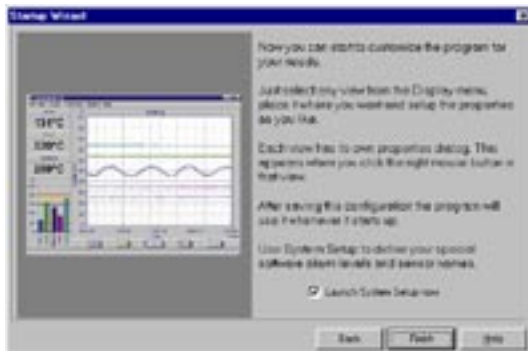 Startup Wizard
Now you can start to customize the program for
your needs.
Just select any view from the Display menu,
place it where you want and setup the properties
as you like.
Each view has its own properties dialog. This
appears when you click the right mouse button in
that view.
After saving this configuration the program will
use it whenever it starts up.
Use System Setup to define your special
software alarm levels and sensor names.
Launch System Setup now
Back Finish Help